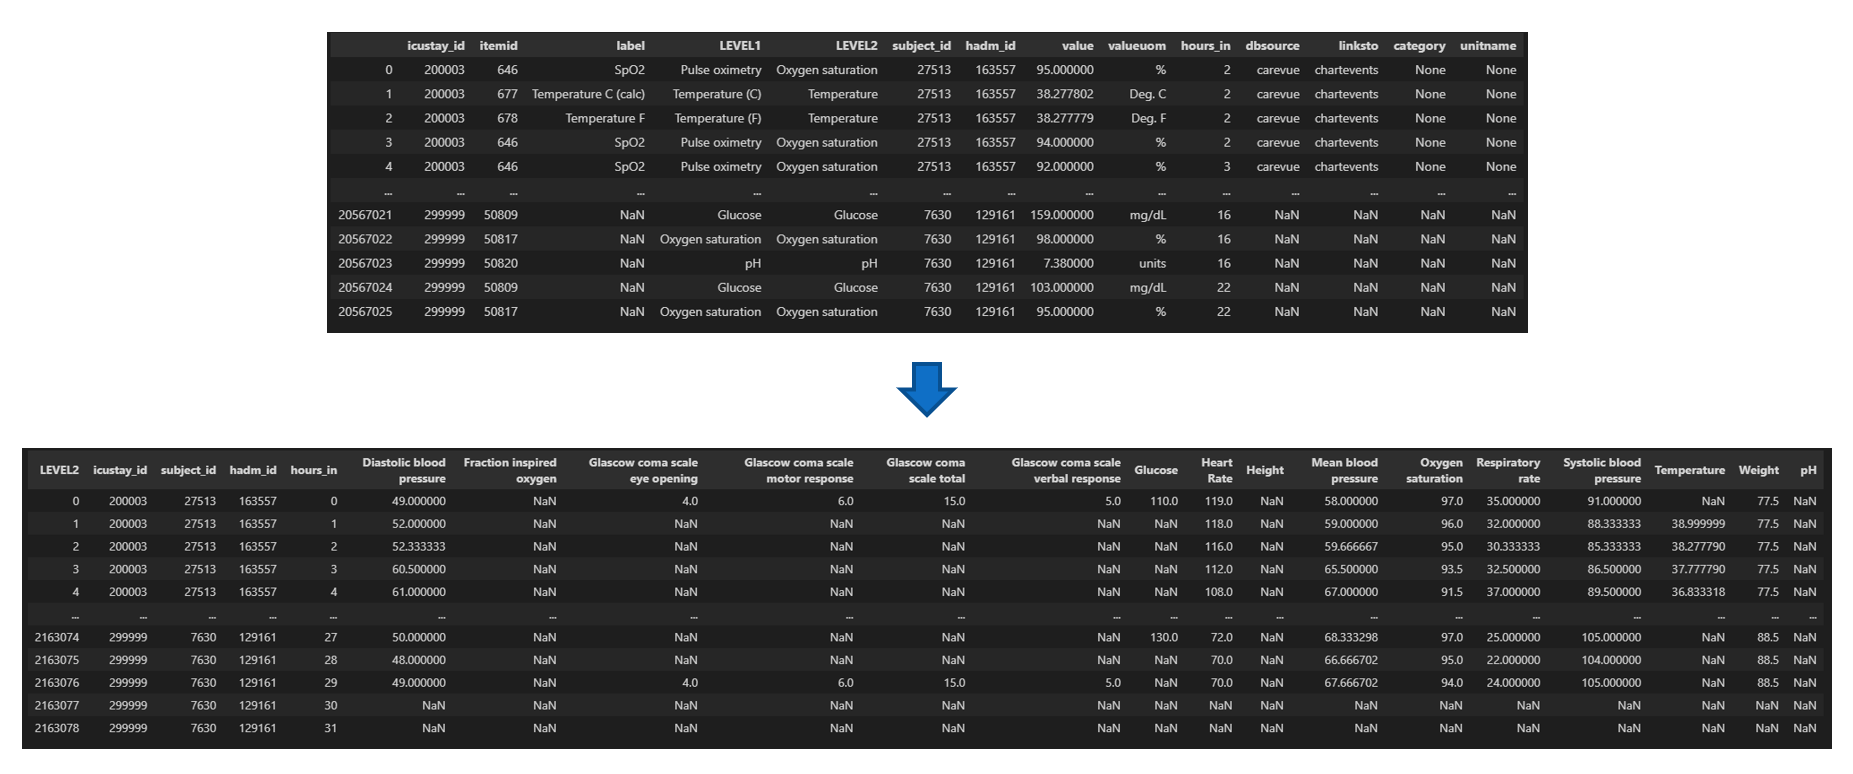 icustay_id itemid label LEVEL1 LEVEL2 subject_id hadm_id value valueuom hours_in dbsource linksto category unitname
0 200003 646 SpO2 Pulse oximetry Oxygen saturation 27513 163557 95.000000 % 2 carevue chartevents None None
1 200003 677 Temperature C (calc) Temperature (C) Temperature 27513 163557 38.277802 Deg. C 2 carevue chartevents None None
2 200003 678 Temperature F Temperature (F) Temperature 27513 163557 38.277779 Deg. F 2 carevue chartevents None None
3 200003 646 SpO2 Pulse oximetry Oxygen saturation 27513 163557 94.000000 % 2 carevue chartevents None None
4 200003 646 SpO2 Pulse oximetry Oxygen saturation 27513 163557 92.000000 % 3 carevue chartevents None None
... ... ... ... ... ... ... ... ... ... ... ... ... ... ...
20567021 299999 50809 NaN Glucose Glucose 7630 129161 159.000000 mg/dL 16 NaN NaN NaN NaN
20567022 299999 50817 NaN Oxygen saturation Oxygen saturation 7630 129161 98.000000 % 16 NaN NaN NaN NaN
20567023 299999 50820 NaN pH pH 7630 129161 7.380000 units 16 NaN NaN NaN NaN
20567024 299999 50809 NaN Glucose Glucose 7630 129161 103.000000 mg/dL 22 NaN NaN NaN NaN
20567025 299999 50817 NaN Oxygen saturation Oxygen saturation 7630 129161 95.000000 % 22 NaN NaN NaN NaN
Diastolic blood Fraction inspired Glascow coma scale Glascow coma scale Glascow coma Glascow coma scale Heart Mean blood Oxygen Respiratory Systolic blood
LEVEL2 icustay_id subject_id hadm_id hours_in Glucose Height Temperature Weight pH
pressure oxygen eye opening motor response scale total verbal response Rate pressure saturation rate pressure
0 200003 27513 163557 0 49.000000 NaN 4.0 6.0 15.0 5.0 110.0 119.0 NaN 58.000000 97.0 35.000000 91.000000 NaN 77.5 NaN
1 200003 27513 163557 1 52.000000 NaN NaN NaN NaN NaN NaN 118.0 NaN 59.000000 96.0 32.000000 88.333333 38.999999 77.5 NaN
2 200003 27513 163557 2 52.333333 NaN NaN NaN NaN NaN NaN 116.0 NaN 59.666667 95.0 30.333333 85.333333 38.277790 77.5 NaN
3 200003 27513 163557 3 60.500000 NaN NaN NaN NaN NaN NaN 112.0 NaN 65.500000 93.5 32.500000 86.500000 37.777790 77.5 NaN
4 200003 27513 163557 4 61.000000 NaN NaN NaN NaN NaN NaN 108.0 NaN 67.000000 91.5 37.000000 89.500000 36.833318 77.5 NaN
... ... ... ... ... ... ... ... ... ... ... ... ... ... ... ... ... ... ... ... ...
2163074 299999 7630 129161 27 50.000000 NaN NaN NaN NaN NaN 130.0 72.0 NaN 68.333298 97.0 25.000000 105.000000 NaN 88.5 NaN
2163075 299999 7630 129161 28 48.000000 NaN NaN NaN NaN NaN NaN 70.0 NaN 66.666702 95.0 22.000000 104.000000 NaN 88.5 NaN
2163076 299999 7630 129161 29 49.000000 NaN 4.0 6.0 15.0 5.0 NaN 70.0 NaN 67.666702 94.0 24.000000 105.000000 NaN 88.5 NaN
2163077 299999 7630 129161 30 NaN NaN NaN NaN NaN NaN NaN NaN NaN NaN NaN NaN NaN NaN NaN NaN
2163078 299999 7630 129161 31 NaN NaN NaN NaN NaN NaN NaN NaN NaN NaN NaN NaN NaN NaN NaN NaN